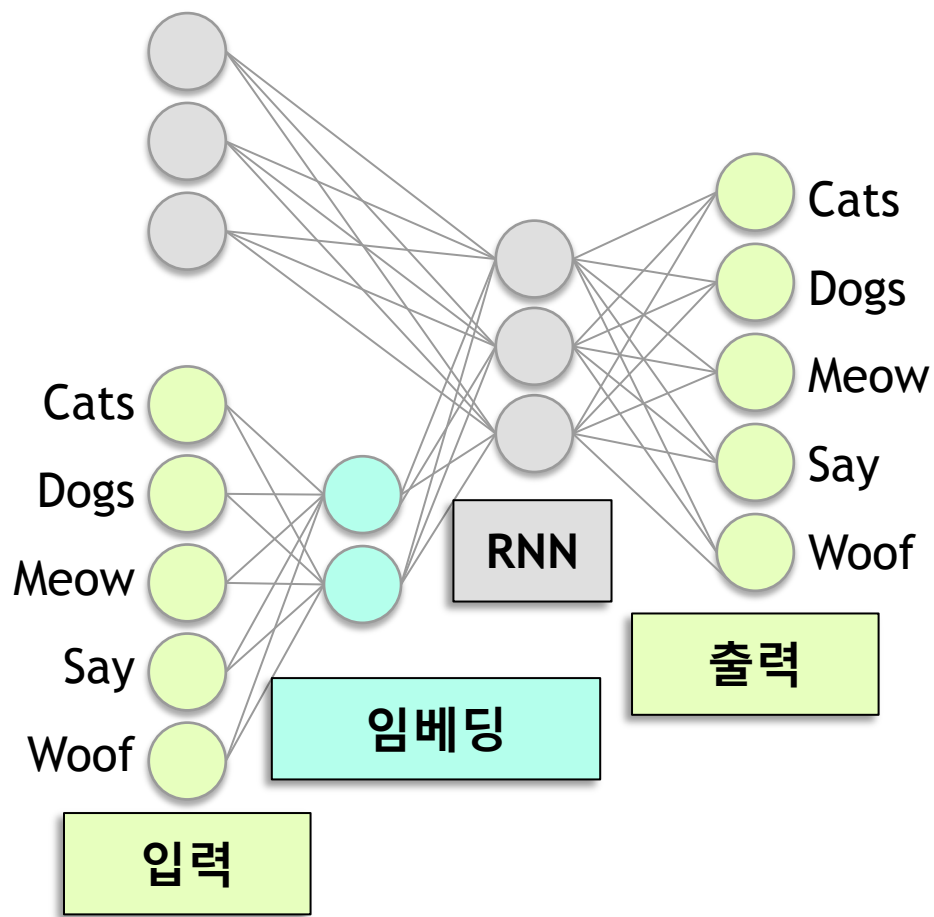 Cats
Dogs
Meow
Say
Woof
입력
임베딩
RNN
Cats
Dogs
Meow
Say
Woof
출력